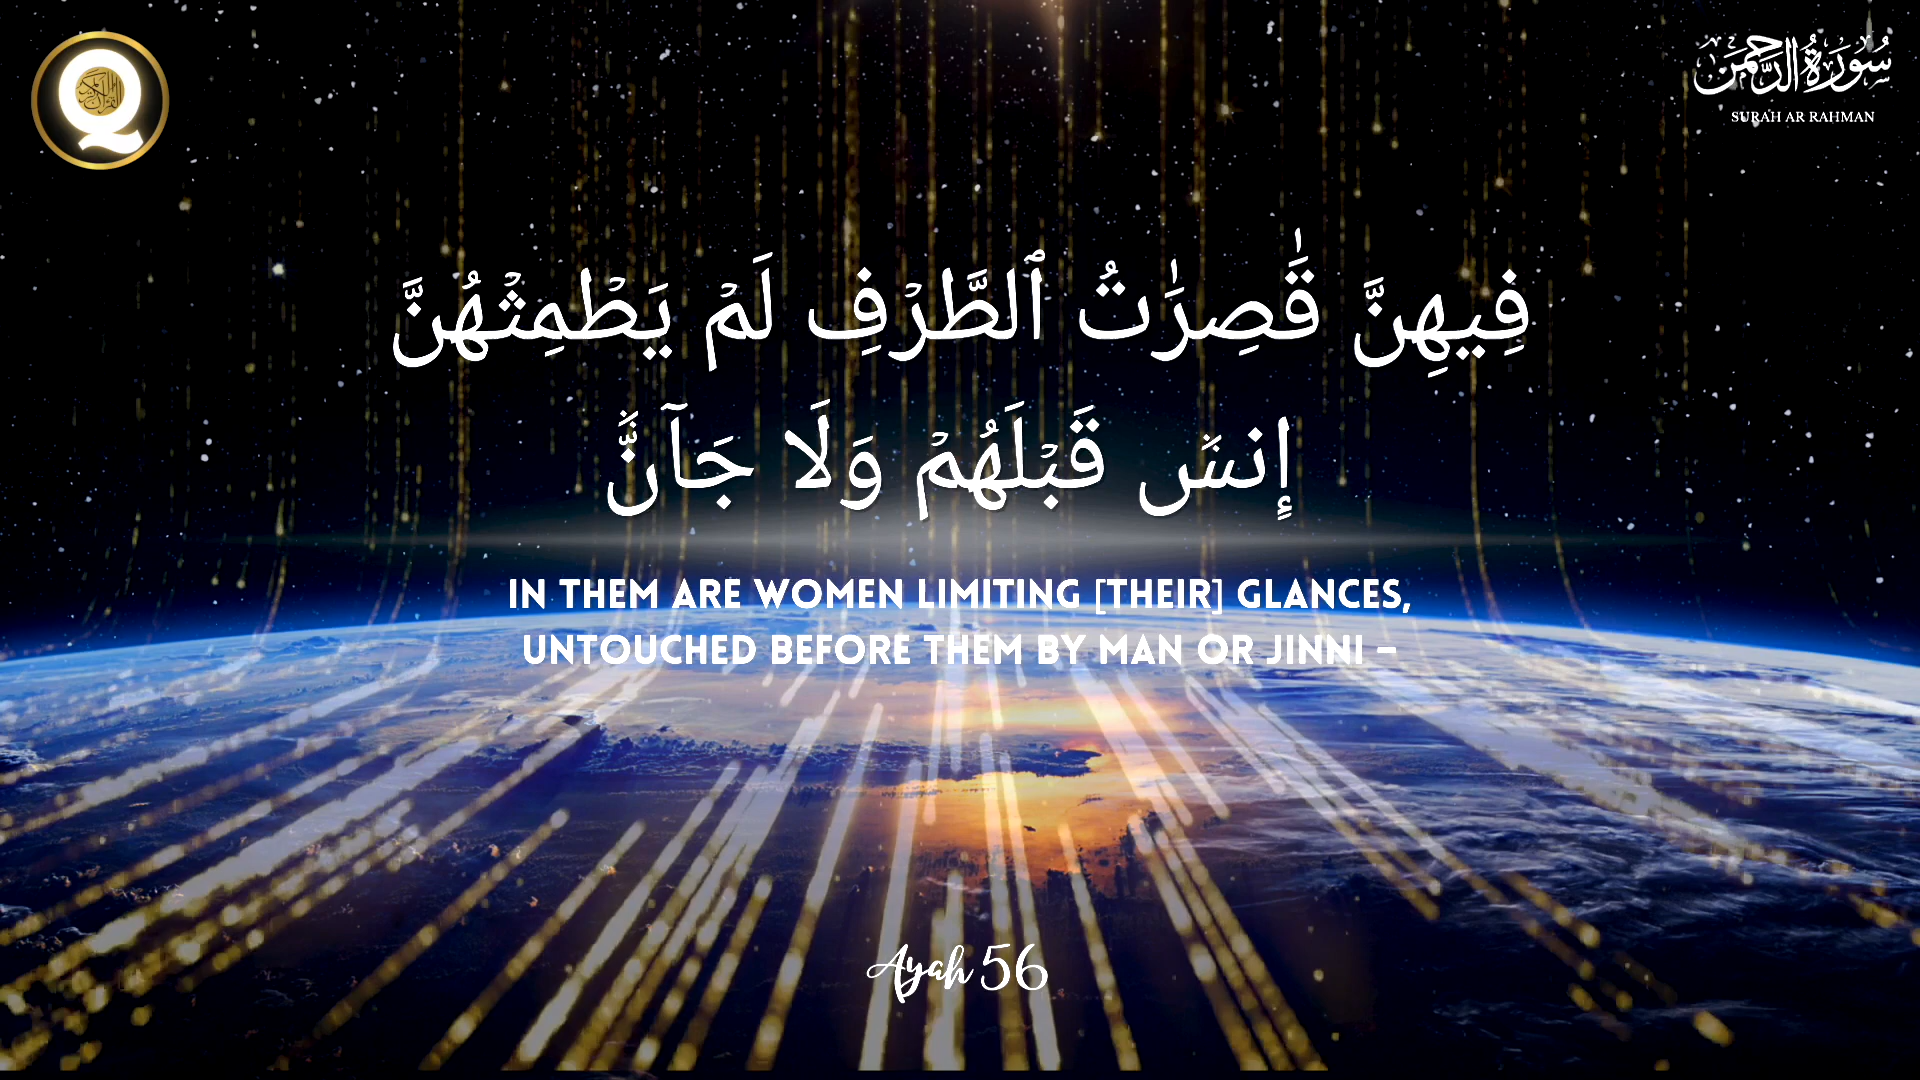 سُورَةُ الرَّحْمَن
SURAH AR RAHMAN
فِيهِنَّ قَٰصِرَٰتُ ٱلطَّرْفِ لَمْ يَطْمِثْهُنَّ
إِنسٌ قَبْلَهُمْ وَلَا جَآنٌّ
IN THEM ARE WOMEN LIMITING [THEIR] GLANCES,
UNTOUCHED BEFORE THEM BY MAN OR JINNI –
Ayah 56